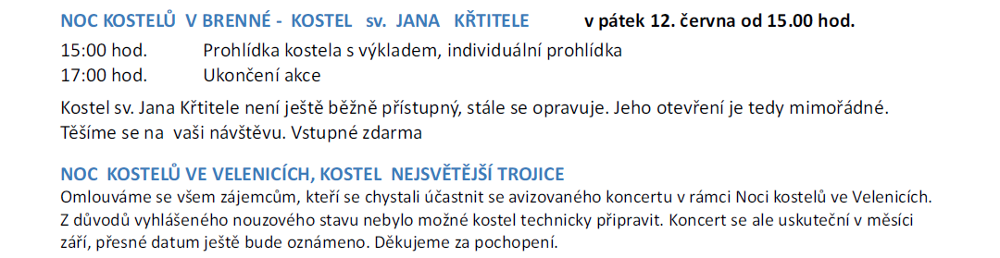 NOC KOSTELŮ V BRENNÉ - KOSTEL sv. JANA KŘTITELE v pátek 12. června od 15.00 hod.
15:00 hod. Prohlídka kostela s výkladem, individuální prohlídka
17:00 hod. Ukončení akce
Kostel sv. Jana Křtitele není ještě běžně přístupný, stále se opravuje. Jeho otevření je tedy mimořádné.
Těšíme se na vaši návštěvu. Vstupné zdarma
NOC KOSTELŮ VE VELENICÍCH, KOSTEL NEJSVĚTĚJŠÍ TROJICE
Omlouváme se všem zájemcům, kteří se chystali účastnit se avizovaného koncertu v rámci Noci kostelů ve Velenicích.
Z důvodů vyhlášeného nouzového stavu nebylo možné kostel technicky připravit. Koncert se ale uskuteční v měsíci
září, přesné datum ještě bude oznámeno. Děkujeme za pochopení.